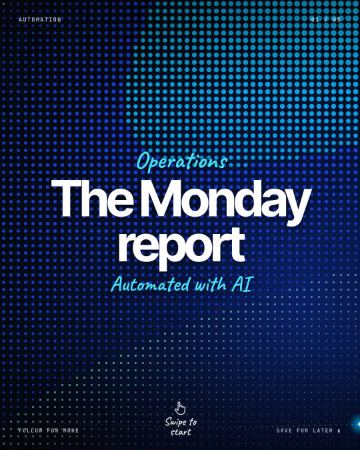 AUTOMATION
01 / 05
Operations
The Monday
report
Automated with AI
Swipe to
start
FOLLOW FOR MORE
SAVE FOR LATER